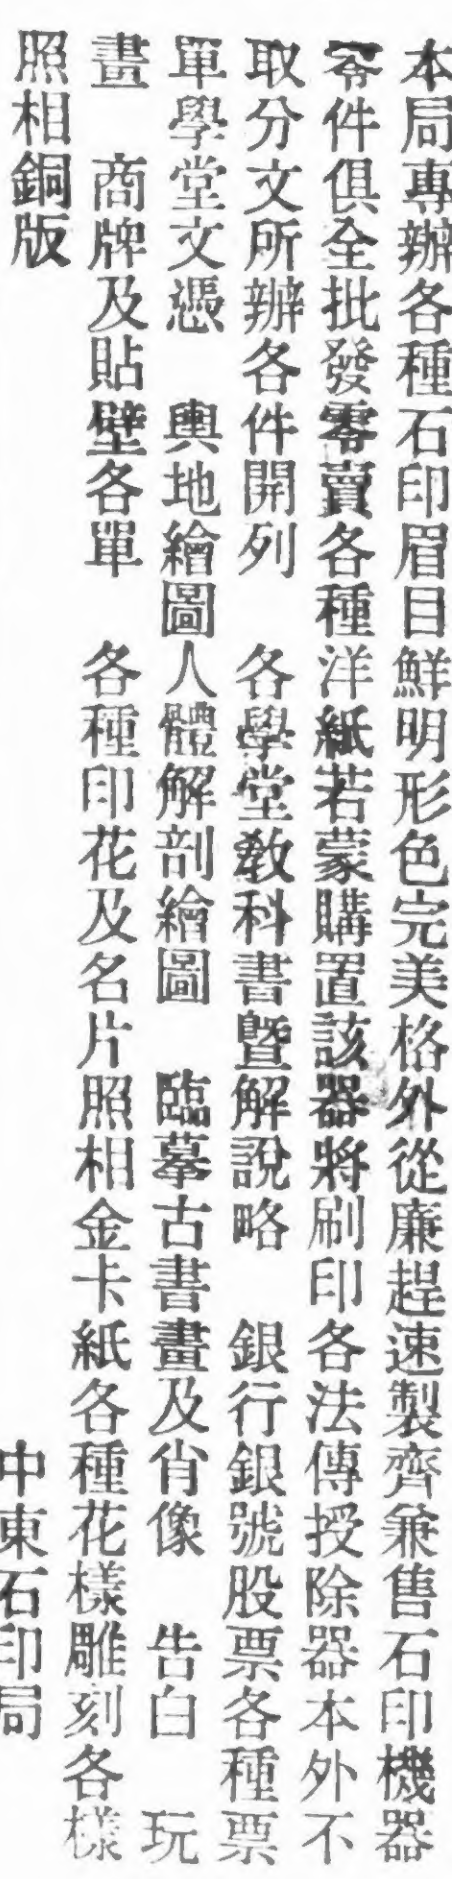 本局專辦各種石印眉目鮮明形色完美格外從廉趕速製齊兼售石印機器
零件俱全批發零賣各種洋紙若蒙購置該器將刷印各法傳授除器本外不
取分文所辦各件開列　各學堂教科書曁解說略　銀行銀號股票各種票
單學堂文憑　輿地繪圖人體解剖繪圖　臨摹古書畫及肖像　告白　玩
畫　商牌及貼壁各單　各種印花及名片照相金卡紙各種花樣雕刻各樣
照相銅版
中東石印局